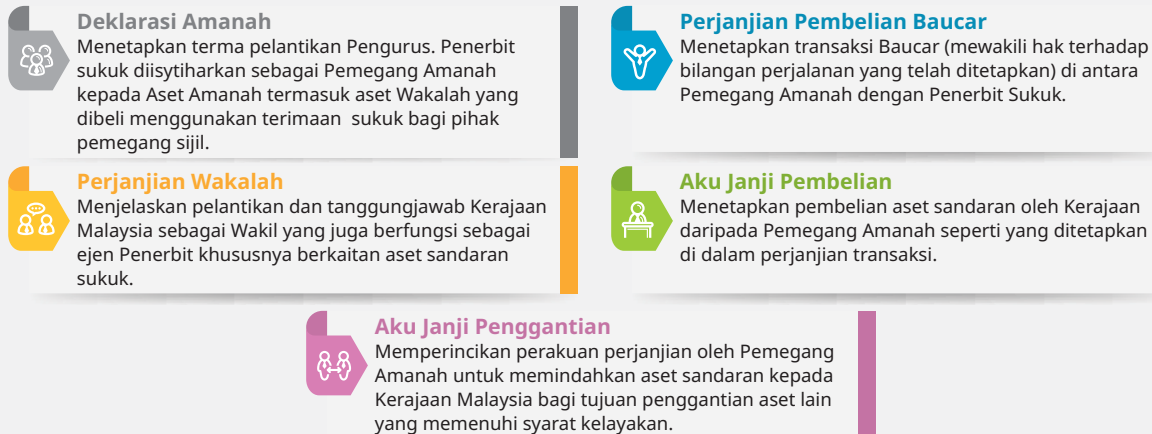 Deklarasi Amanah
Menetapkan terma pelantikan Pengurus. Penerbit
sukuk diisytiharkan sebagai Pemegang Amanah
kepada Aset Amanah termasuk aset Wakalah yang
dibeli menggunakan terimaan sukuk bagi pihak
pemegang sijil.
Perjanjian Pembelian Baucar
Menetapkan transaksi Baucar (mewakili hak terhadap
bilangan perjalanan yang telah ditetapkan) di antara
Pemegang Amanah dengan Penerbit Sukuk.
Perjanjian Wakalah
Menjelaskan pelantikan dan tanggungjawab Kerajaan
Malaysia sebagai Wakil yang juga berfungsi sebagai
ejen Penerbit khususnya berkaitan aset sandaran
sukuk.
Aku Janji Pembelian
Menetapkan pembelian aset sandaran oleh Kerajaan
daripada Pemegang Amanah seperti yang ditetapkan
di dalam perjanjian transaksi.
Aku Janji Penggantian
Memperincikan perakuan perjanjian oleh Pemegang
Amanah untuk memindahkan aset sandaran kepada
Kerajaan Malaysia bagi tujuan penggantian aset lain
yang memenuhi syarat kelayakan.